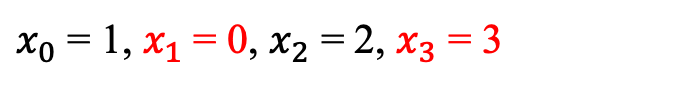 x₀ = 1, x₁ = 0, x₂ = 2, x₃ = 3